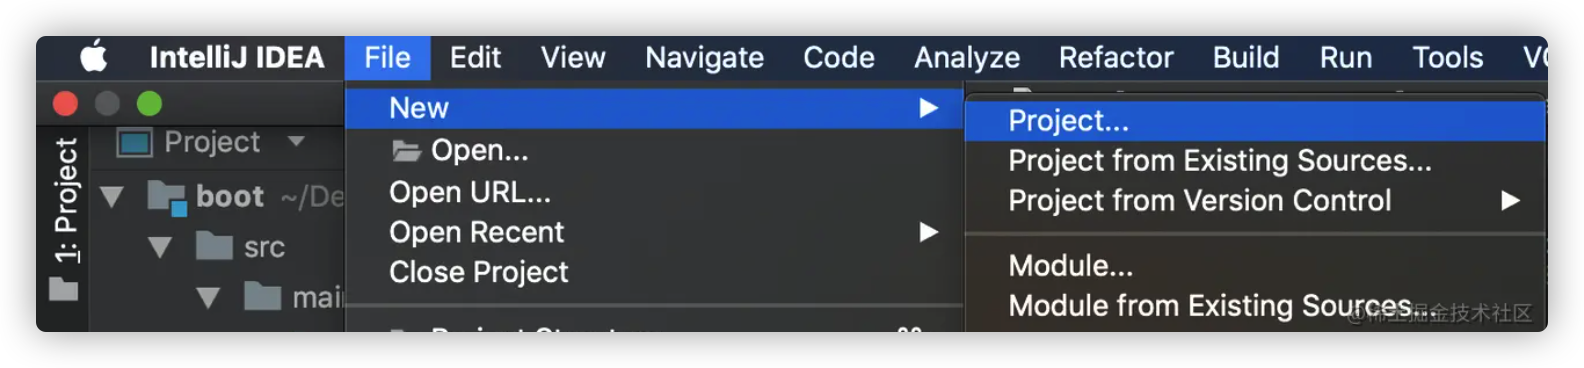 IntelliJ IDEA File Edit View Navigate Code Analyze Refactor Build Run Tools
New
Project...
Open...
Project from Existing Sources...
Open URL...
Project from Version Control
Open Recent
Close Project
Module...
Module from Existing Sources...
1: Project
Project
boot ~/De
src
mai
@稀土掘金技术社区